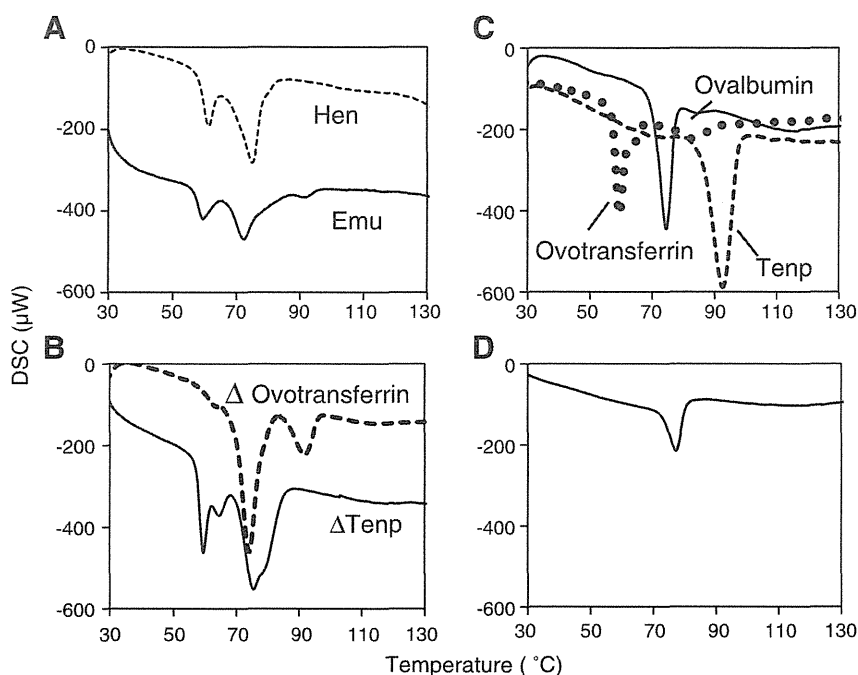 A
0
-200
-400
-600
30 50 70 90 110 130
Hen
Emu
C
0
-200
-400
-600
30 50 70 90 110 130
Ovalbumin
Ovotransferrin
Tenp
B
0
-200
-400
-600
30 50 70 90 110 130
Δ Ovotransferrin
ΔTenp
D
0
-200
-400
-600
30 50 70 90 110 130
DSC (μW)
Temperature ( °C)